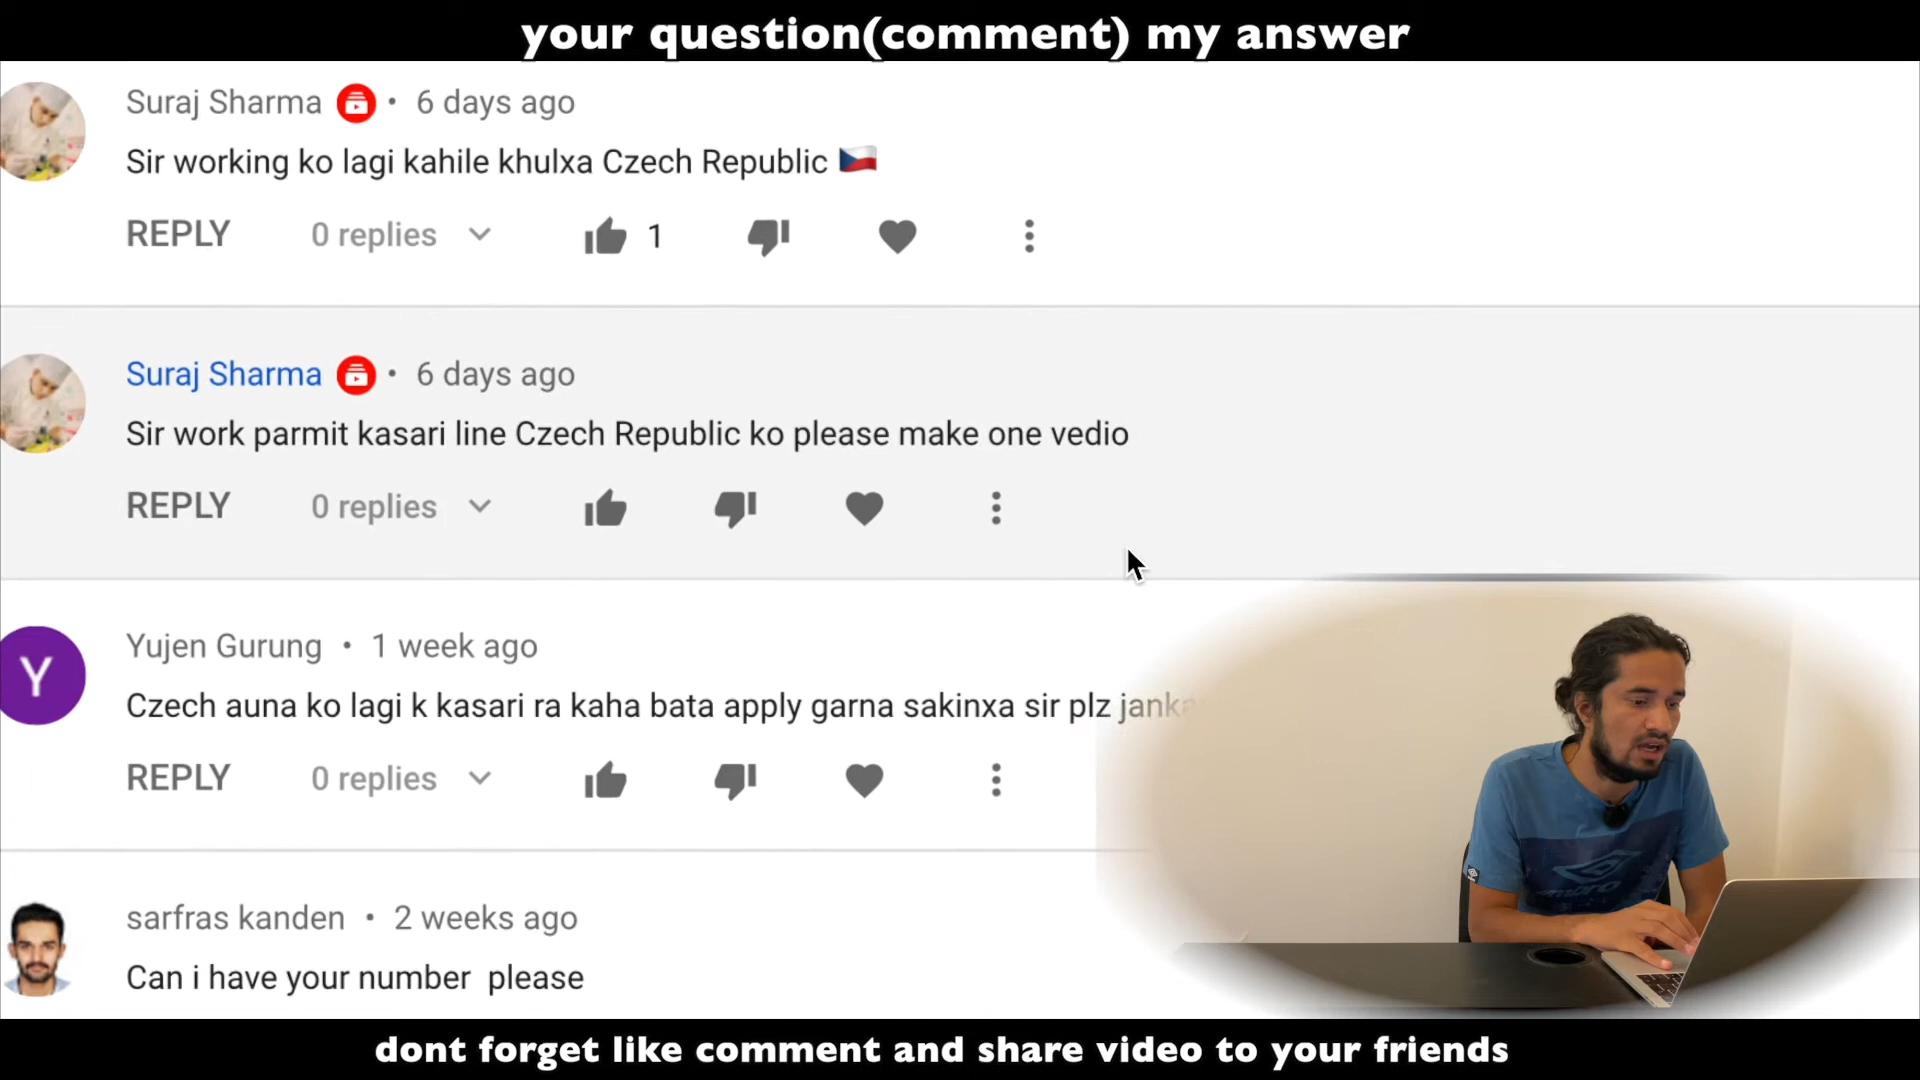 your question(comment) my answer
Suraj Sharma • 6 days ago
Sir working ko lagi kahile khulxa Czech Republic 🇨🇿
REPLY 0 replies 1
Suraj Sharma • 6 days ago
Sir work parmit kasari line Czech Republic ko please make one vedio
REPLY 0 replies
Y
Yujen Gurung • 1 week ago
Czech auna ko lagi k kasari ra kaha bata apply garna sakinxa sir plz
REPLY 0 replies
sarfras kanden • 2 weeks ago
Can i have your number please
umbro
dont forget like comment and share video to your friends